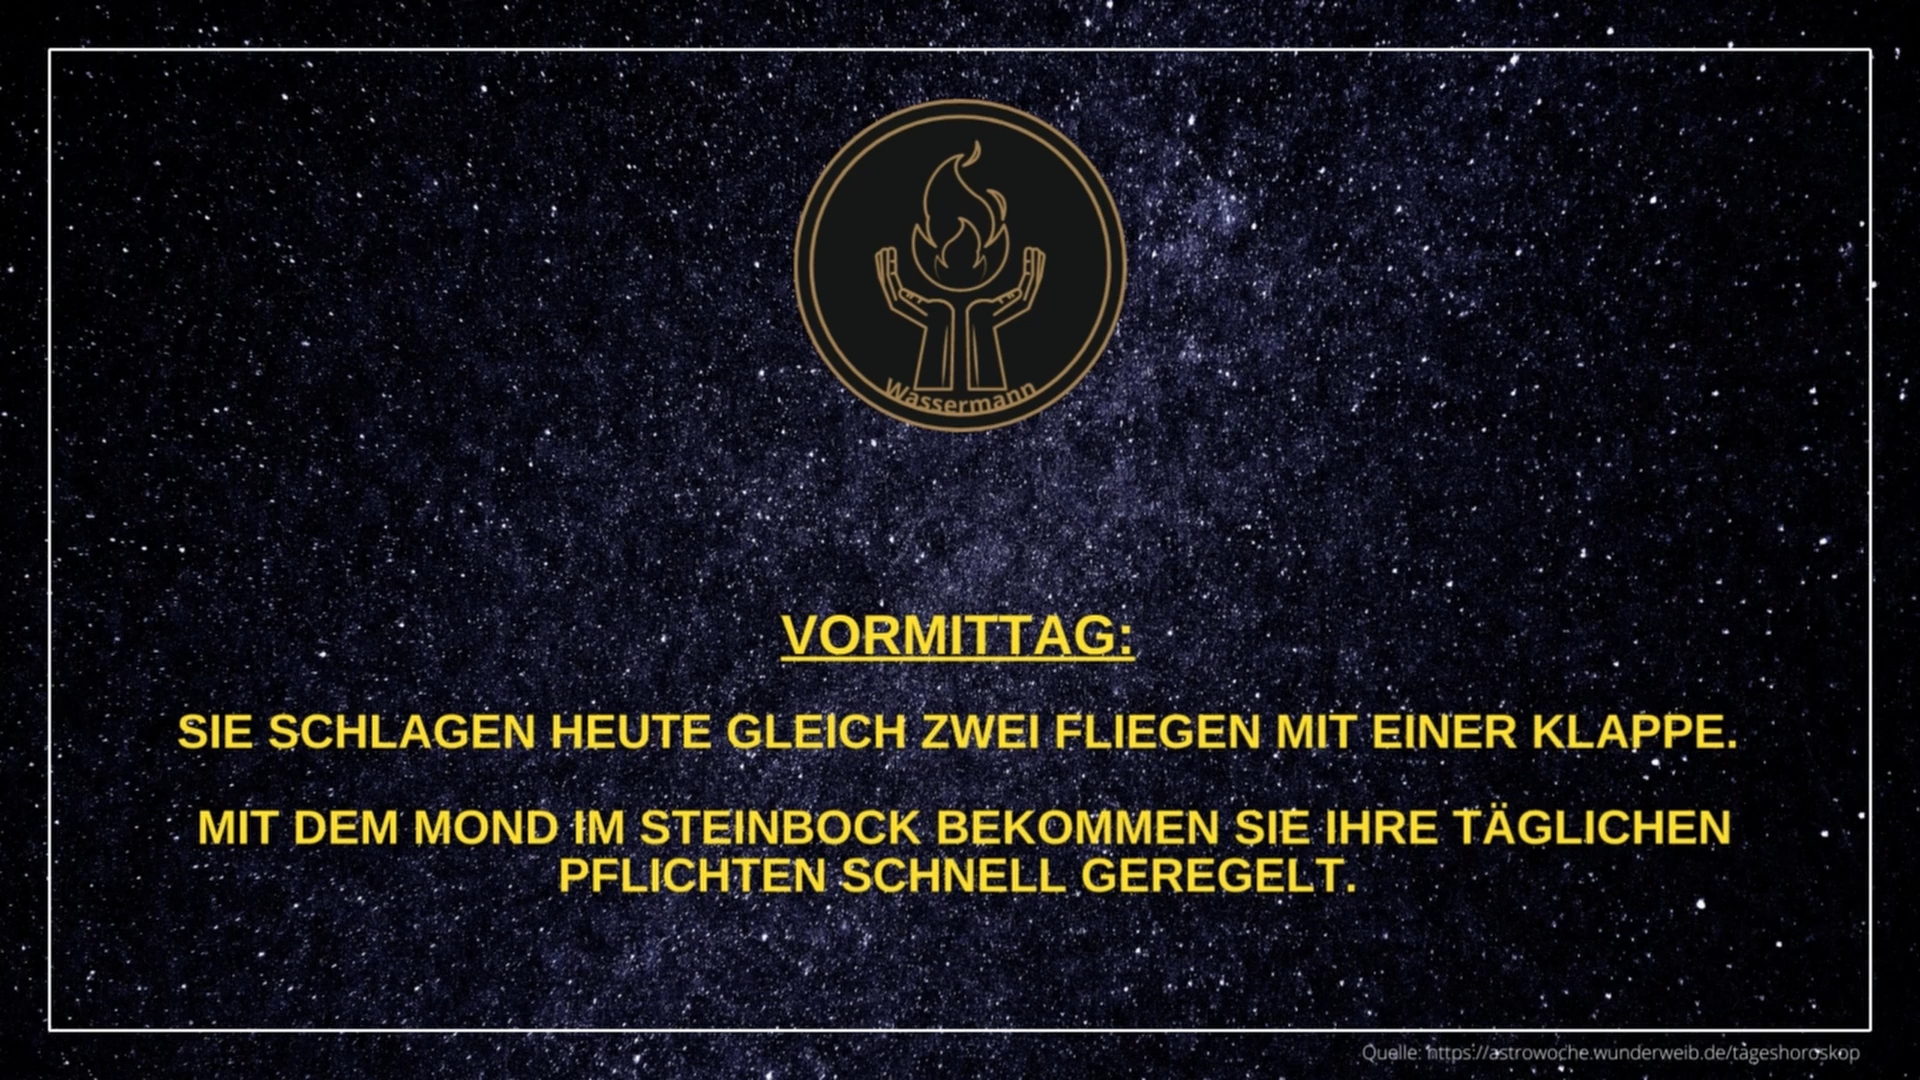 Wassermann
VORMITTAG:
SIE SCHLAGEN HEUTE GLEICH ZWEI FLIEGEN MIT EINER KLAPPE.
MIT DEM MOND IM STEINBOCK BEKOMMEN SIE IHRE TÄGLICHEN
PFLICHTEN SCHNELL GEREGELT.
Quelle: https://astrowoche.wunderweib.de/tageshoroskop